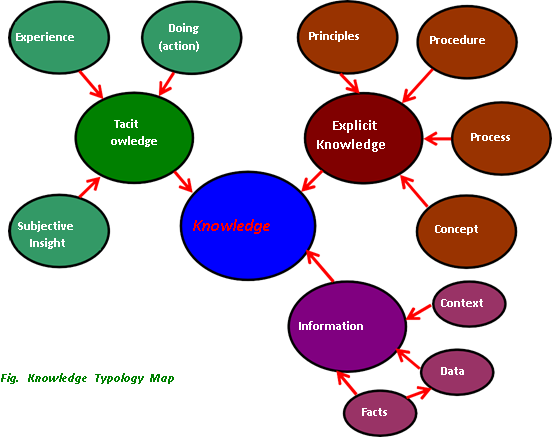 Experience
Doing
(action)
Principles
Procedure
Tacit
owledge
Explicit
Knowledge
Process
Subjective
Insight
Knowledge
Concept
Context
Information
Data
Fig. Knowledge Typology Map
Facts